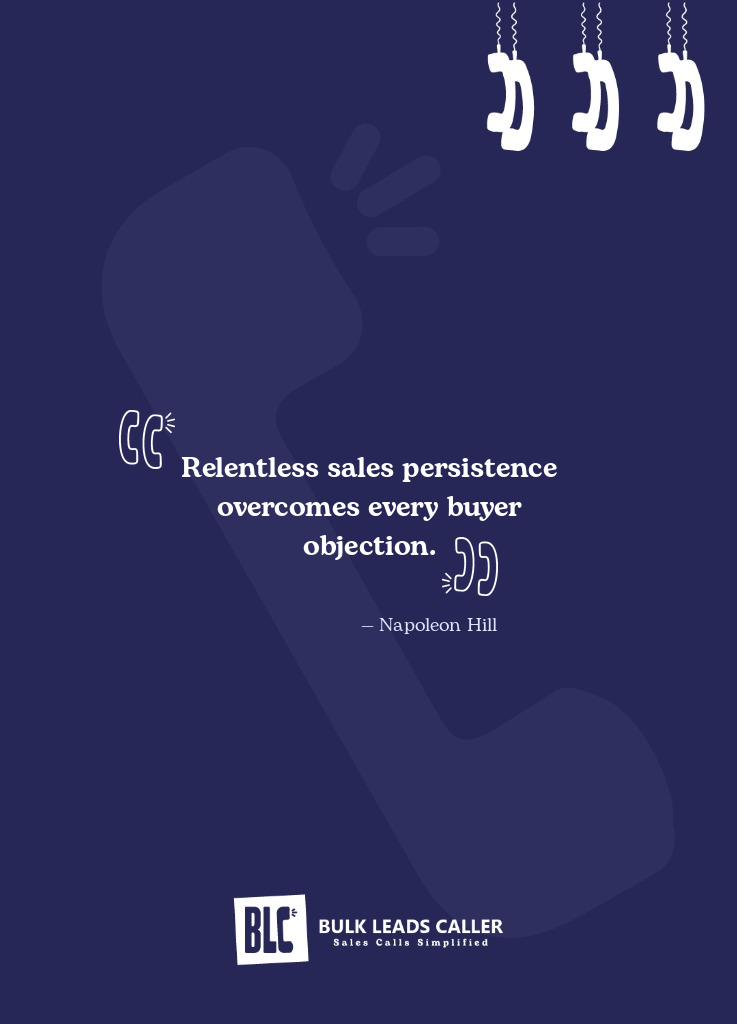 Relentless sales persistence
overcomes every buyer
objection.
– Napoleon Hill
BLC
BULK LEADS CALLER
Sales Calls Simplified